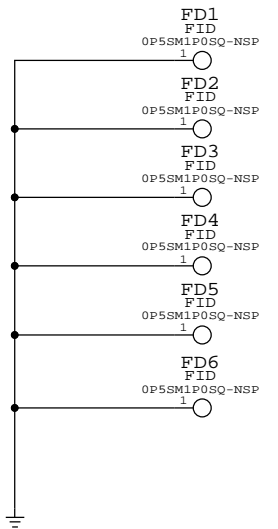 FD1
FID
0P5SM1P0SQ-NSP
1
FD2
FID
0P5SM1P0SQ-NSP
1
FD3
FID
0P5SM1P0SQ-NSP
1
FD4
FID
0P5SM1P0SQ-NSP
1
FD5
FID
0P5SM1P0SQ-NSP
1
FD6
FID
0P5SM1P0SQ-NSP
1